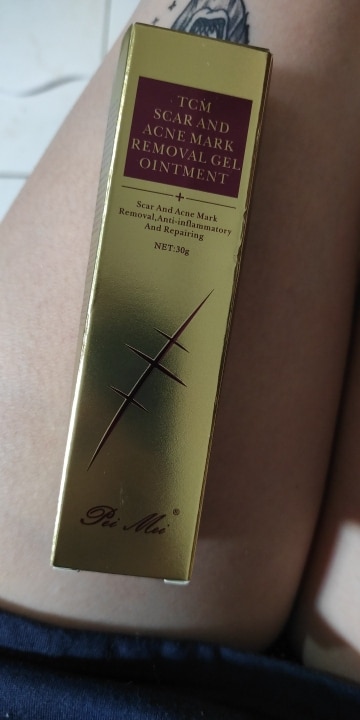 TCM
SCAR AND
ACNE MARK
REMOVAL GEL
OINTMENT
Scar And Acne Mark
Removal,Anti-inflammatory
And Repairing
NET:30g
Pei Mei®